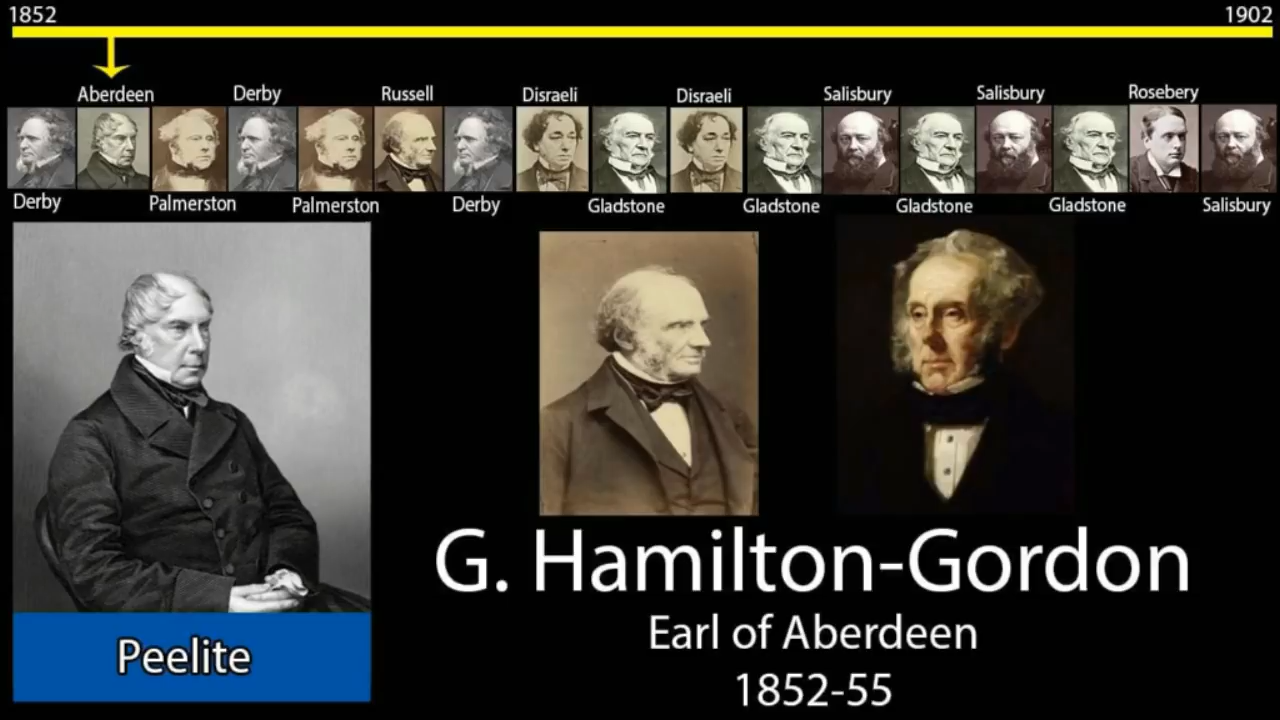 1852 1902
Aberdeen Derby Russell Disraeli Disraeli Salisbury Salisbury Rosebery
Derby Palmerston Palmerston Derby Gladstone Gladstone Gladstone Gladstone Salisbury
G. Hamilton-Gordon
Earl of Aberdeen
1852-55
Peelite